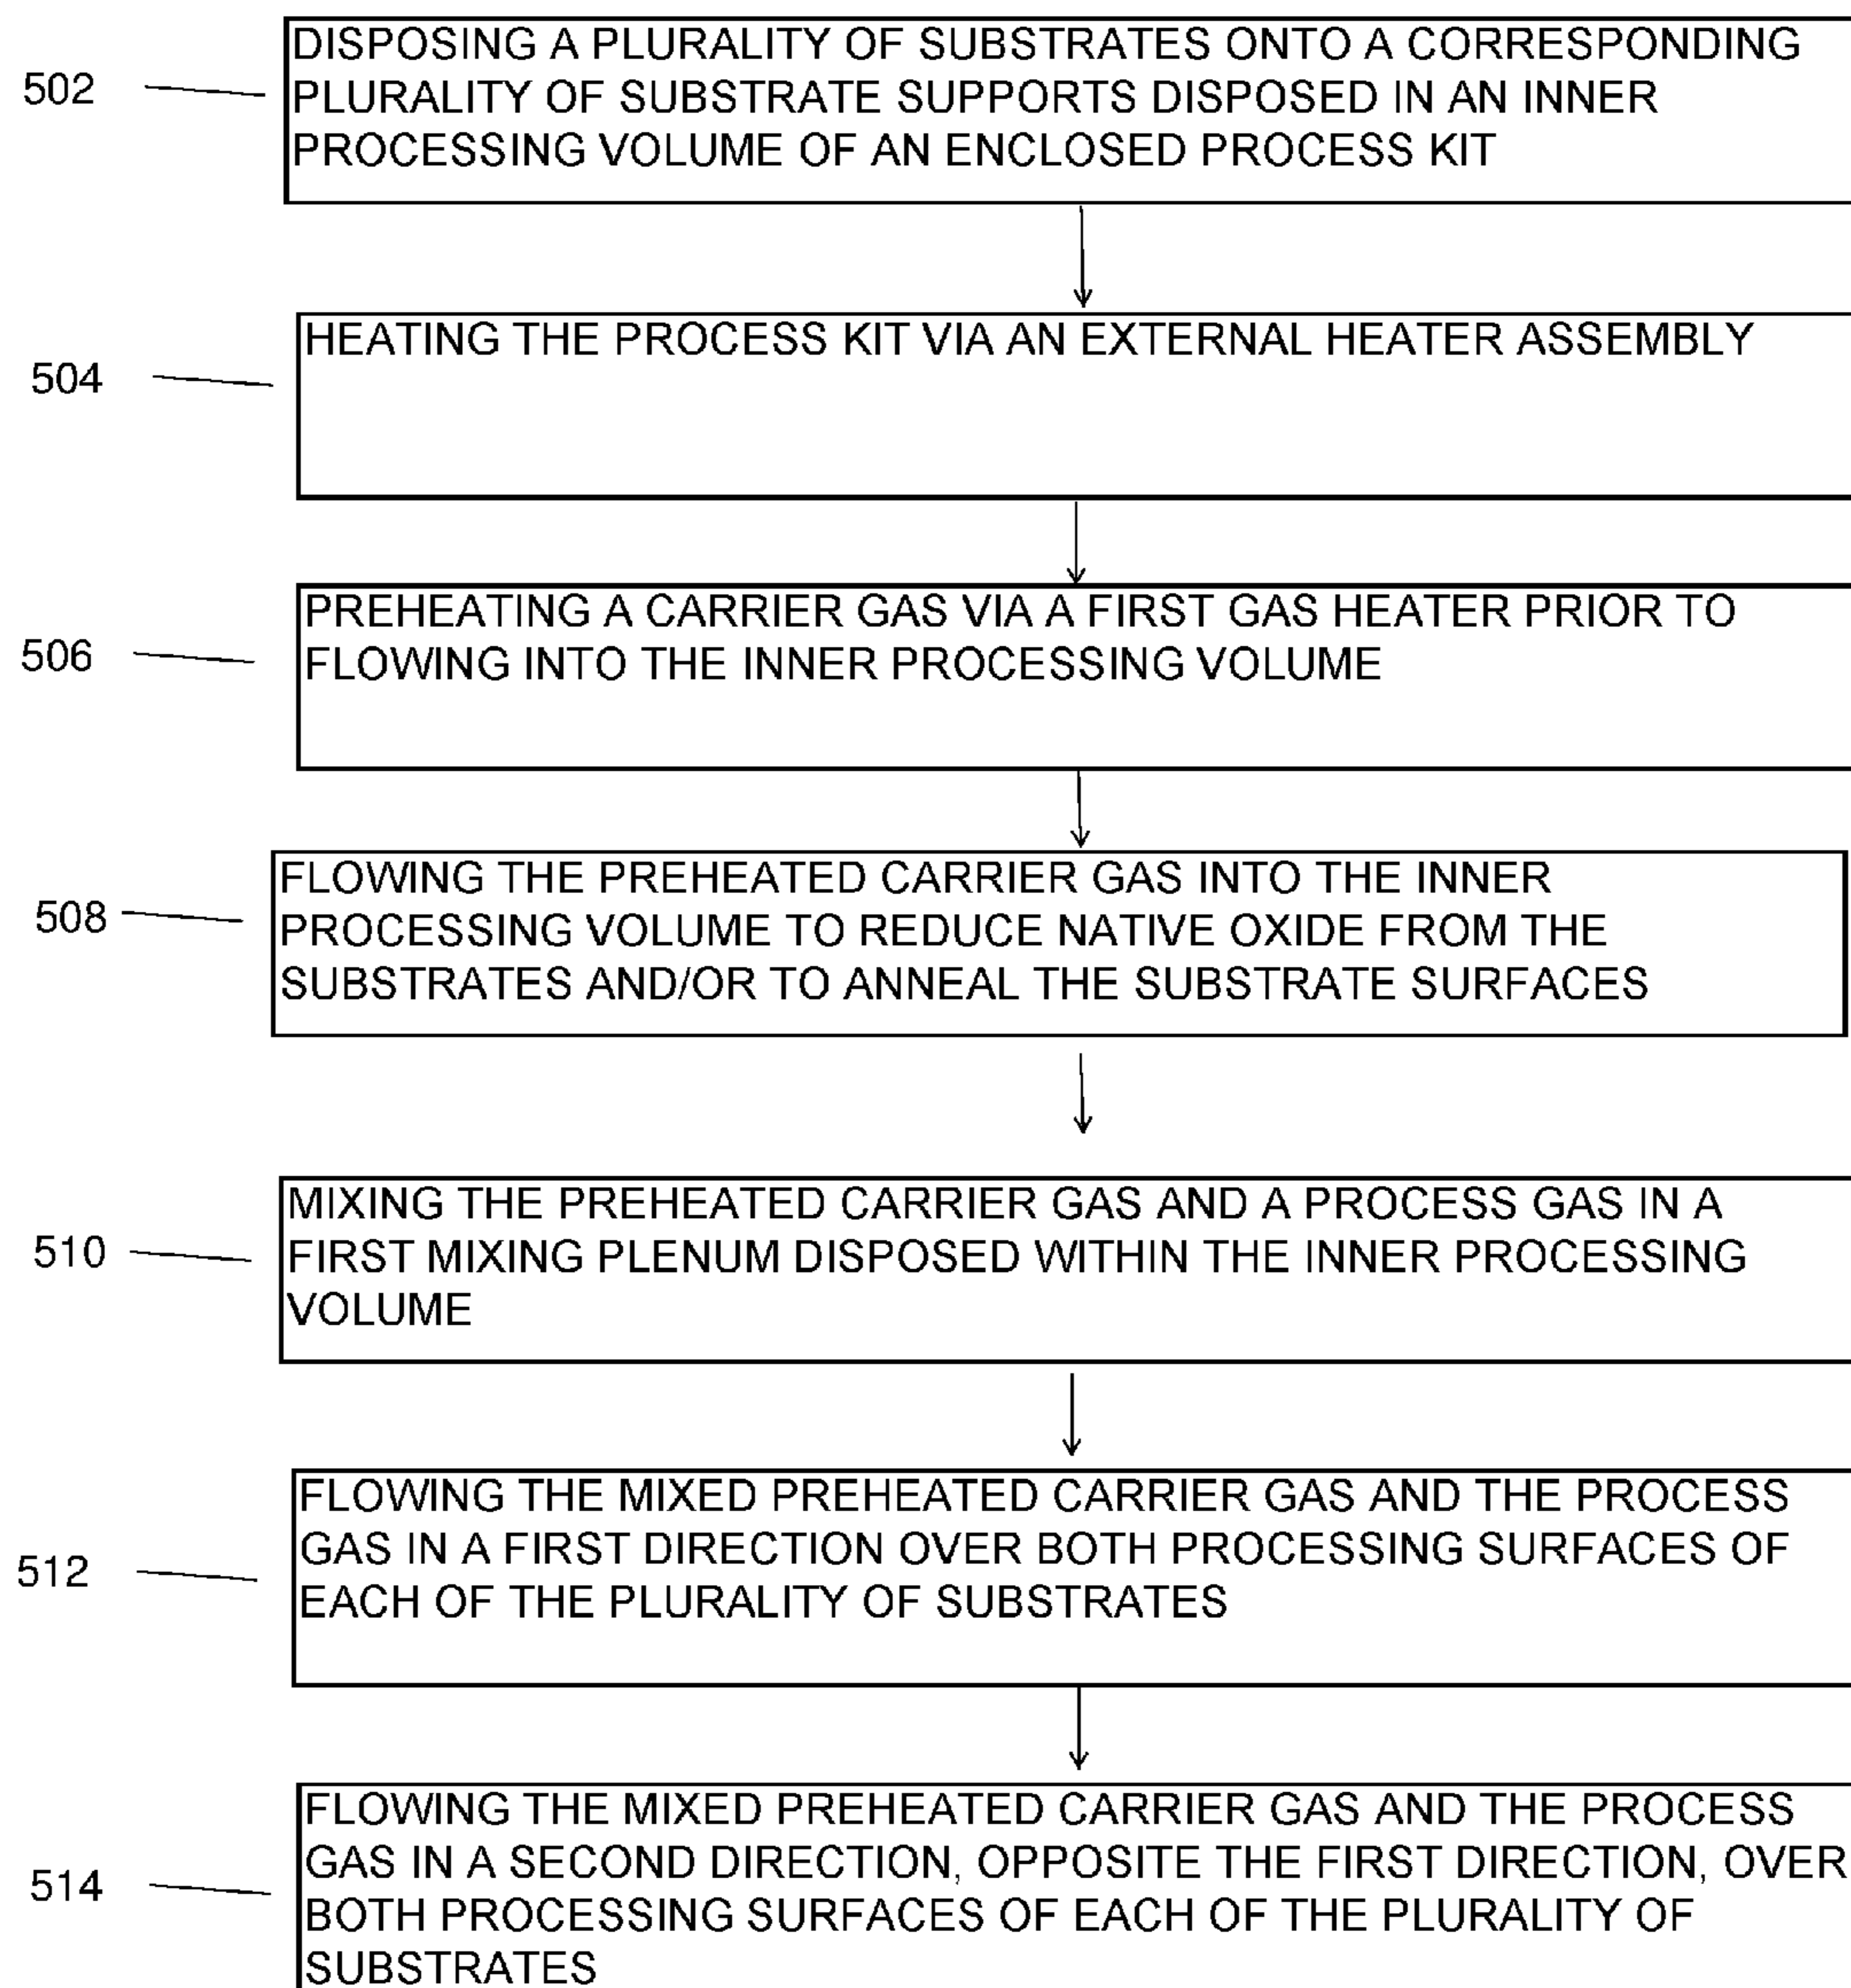 502
DISPOSING A PLURALITY OF SUBSTRATES ONTO A CORRESPONDING
PLURALITY OF SUBSTRATE SUPPORTS DISPOSED IN AN INNER
PROCESSING VOLUME OF AN ENCLOSED PROCESS KIT
504
HEATING THE PROCESS KIT VIA AN EXTERNAL HEATER ASSEMBLY
506
PREHEATING A CARRIER GAS VIA A FIRST GAS HEATER PRIOR TO
FLOWING INTO THE INNER PROCESSING VOLUME
508
FLOWING THE PREHEATED CARRIER GAS INTO THE INNER
PROCESSING VOLUME TO REDUCE NATIVE OXIDE FROM THE
SUBSTRATES AND/OR TO ANNEAL THE SUBSTRATE SURFACES
510
MIXING THE PREHEATED CARRIER GAS AND A PROCESS GAS IN A
FIRST MIXING PLENUM DISPOSED WITHIN THE INNER PROCESSING
VOLUME
512
FLOWING THE MIXED PREHEATED CARRIER GAS AND THE PROCESS
GAS IN A FIRST DIRECTION OVER BOTH PROCESSING SURFACES OF
EACH OF THE PLURALITY OF SUBSTRATES
514
FLOWING THE MIXED PREHEATED CARRIER GAS AND THE PROCESS
GAS IN A SECOND DIRECTION, OPPOSITE THE FIRST DIRECTION, OVER
BOTH PROCESSING SURFACES OF EACH OF THE PLURALITY OF
SUBSTRATES